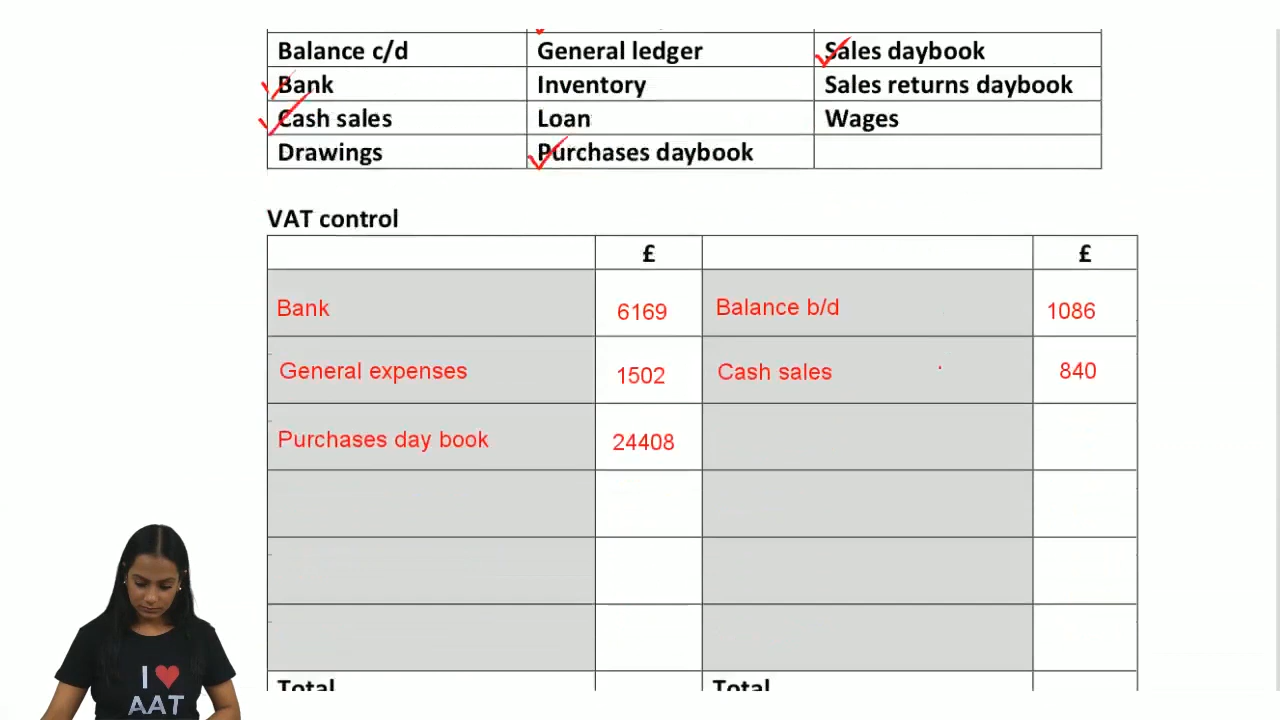 Balance c/d General ledger Sales daybook
Bank Inventory Sales returns daybook
Cash sales Loan Wages
Drawings Purchases daybook
VAT control
£ £
Bank 6169 Balance b/d 1086
General expenses 1502 Cash sales 840
Purchases day book 24408
Total Total
I ♥
AAT